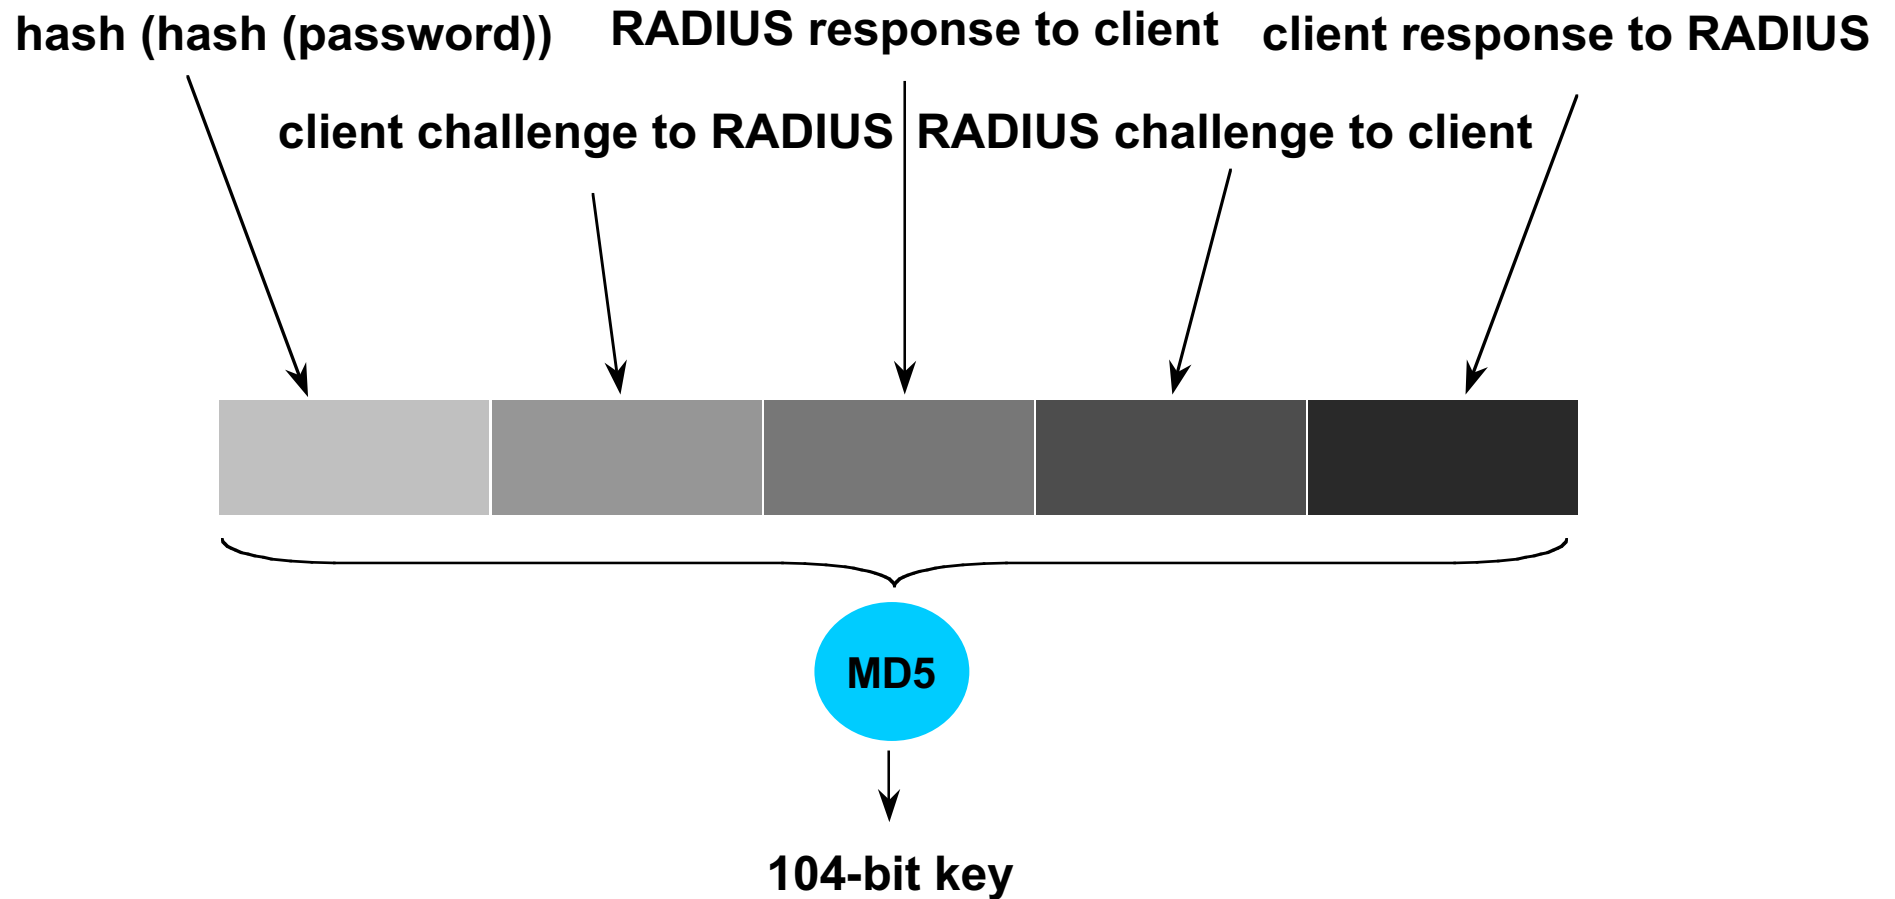 hash (hash (password))
RADIUS response to client
client response to RADIUS
client challenge to RADIUS
RADIUS challenge to client
MD5
104-bit key